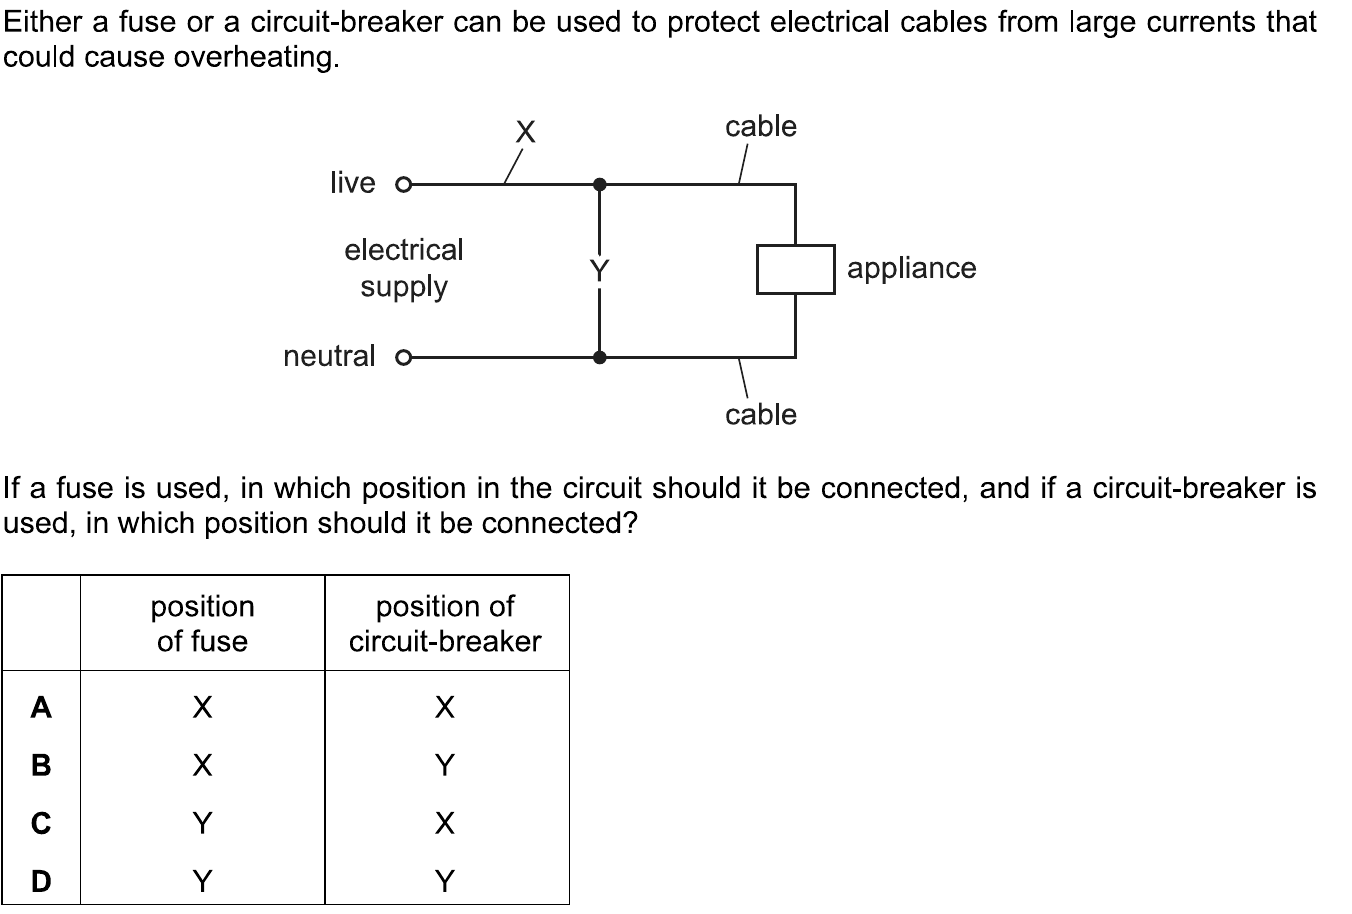 Either a fuse or a circuit-breaker can be used to protect electrical cables from large currents that
could cause overheating.
X
cable
live
electrical
supply
Y
appliance
neutral
cable
If a fuse is used, in which position in the circuit should it be connected, and if a circuit-breaker is
used, in which position should it be connected?
position
of fuse
position of
circuit-breaker
A X X
B X Y
C Y X
D Y Y